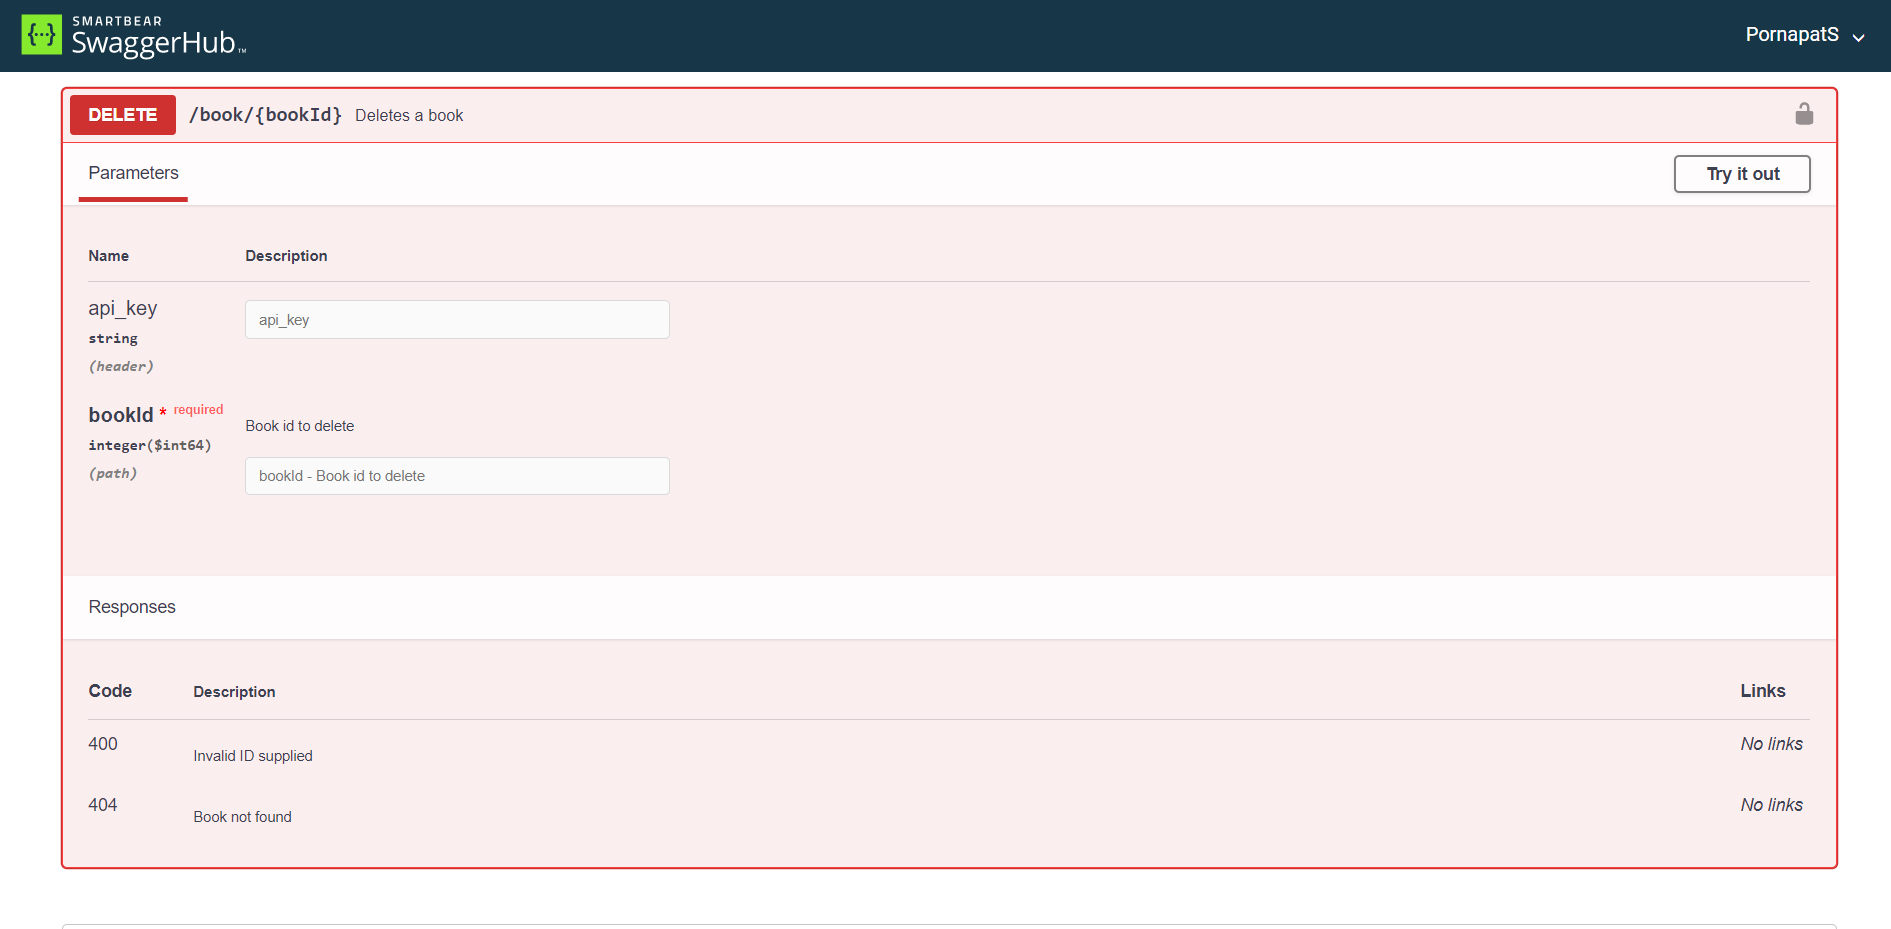 SMARTBEAR
SwaggerHub™
PornapatS
DELETE /book/{bookId} Deletes a book
Parameters
Try it out
Name Description
api_key
api_key
string
(header)
bookId * required
Book id to delete
integer($int64)
(path)
bookId - Book id to delete
Responses
Code Description Links
400 No links
Invalid ID supplied
404 No links
Book not found